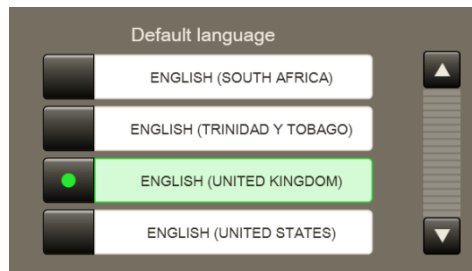 Default language
ENGLISH (SOUTH AFRICA)
ENGLISH (TRINIDAD Y TOBAGO)
ENGLISH (UNITED KINGDOM)
ENGLISH (UNITED STATES)